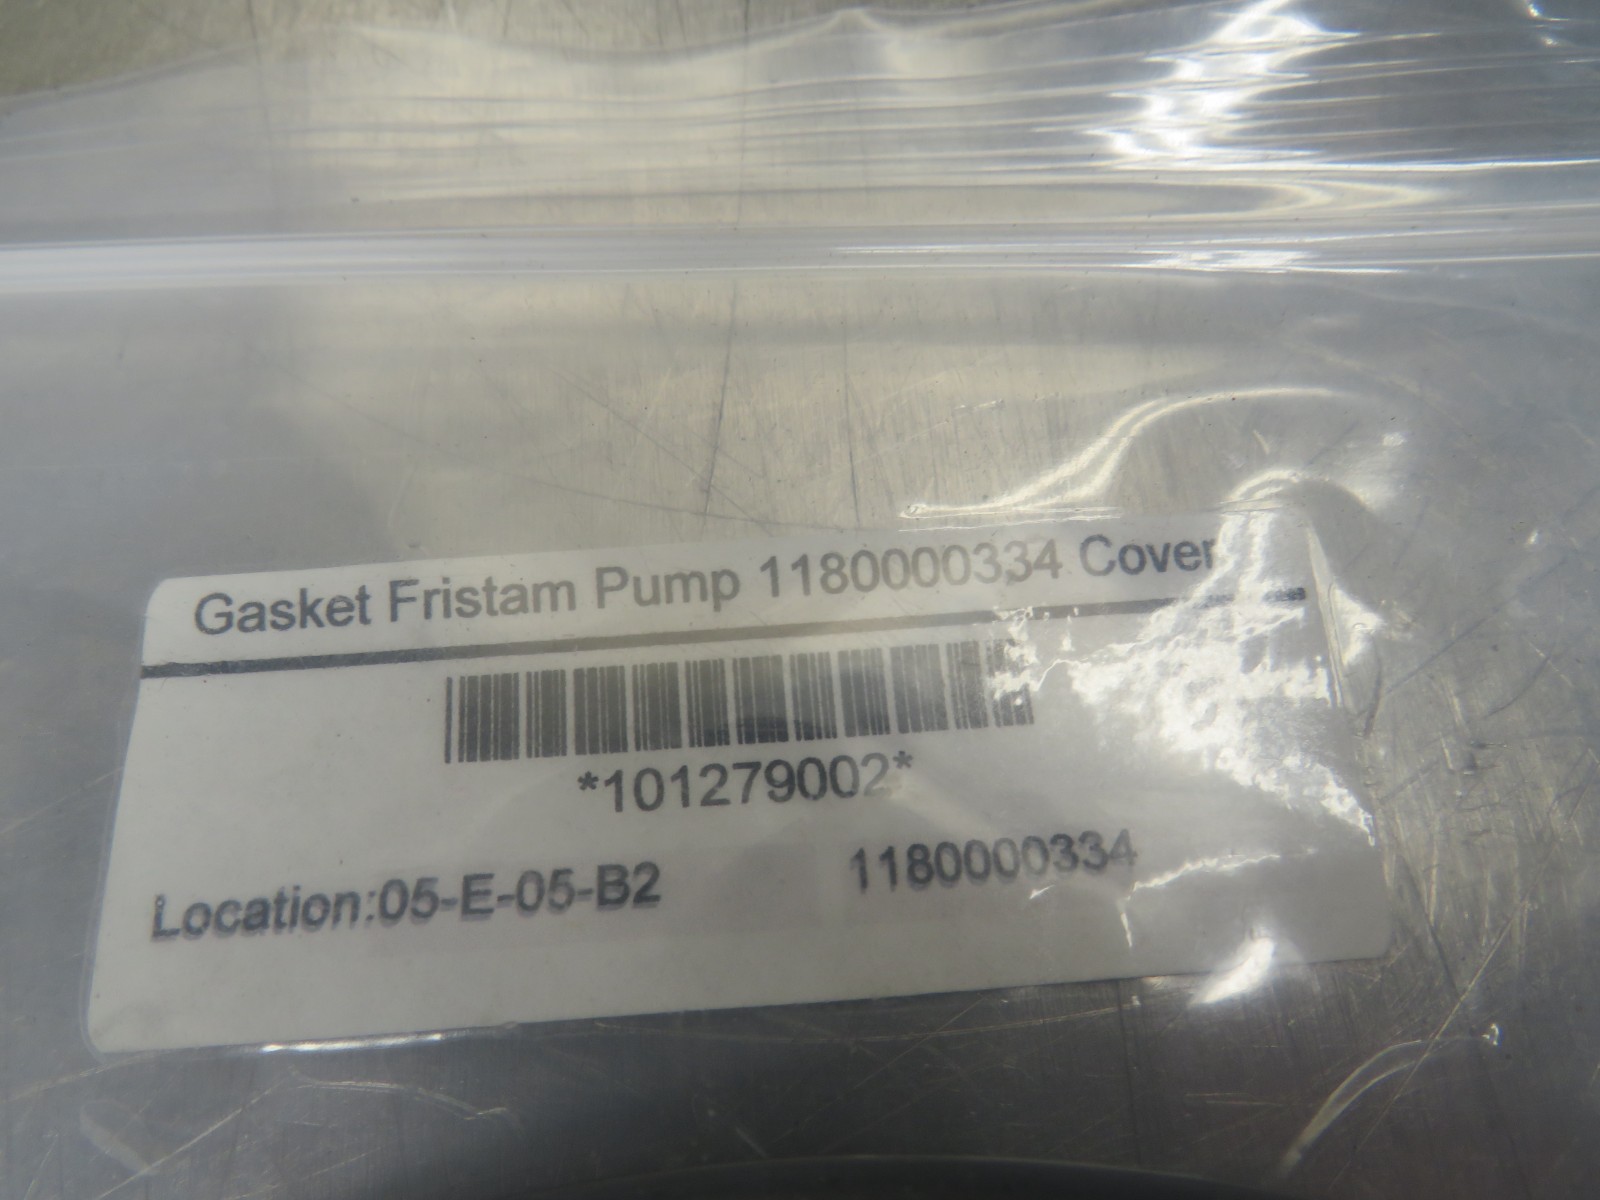 Gasket Fristam Pump 1180000334 Cover
*101279002*
Location:05-E-05-B2 1180000334